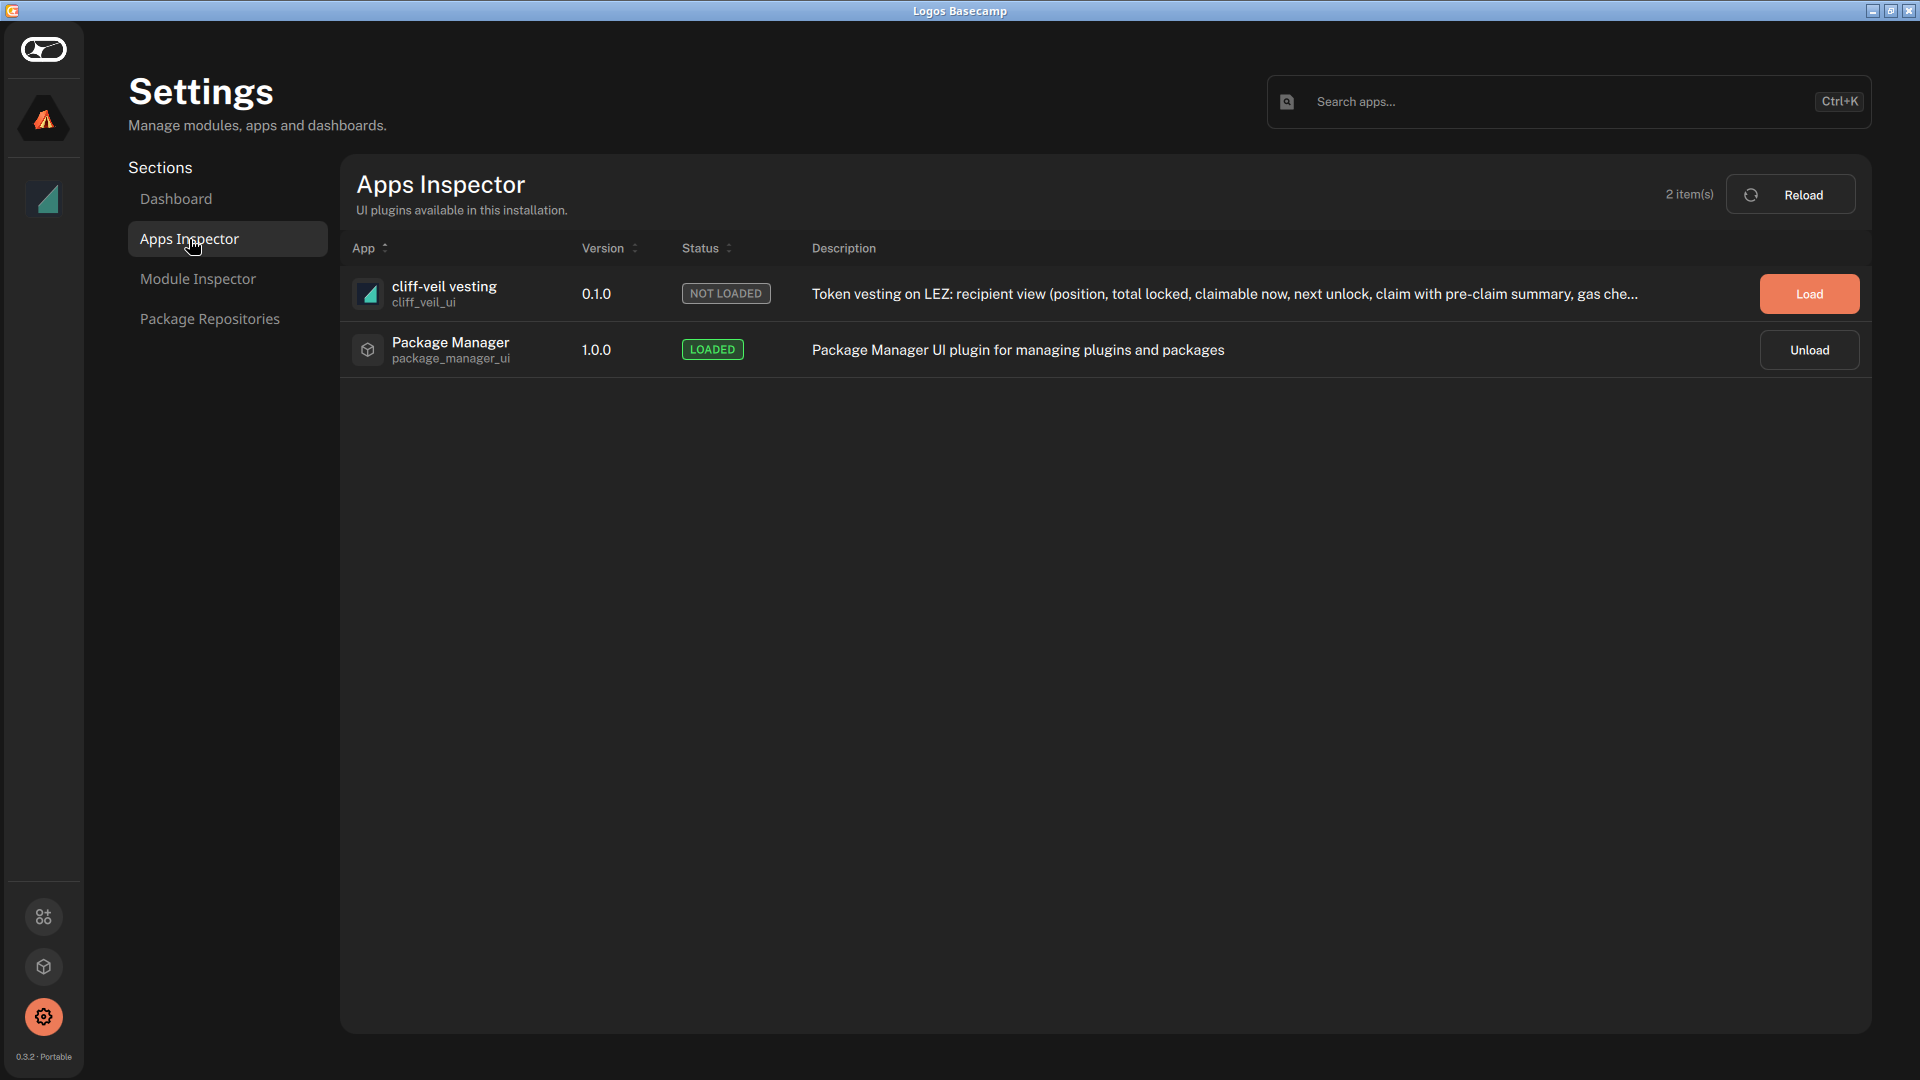 Logos Basecamp
Settings
Manage modules, apps and dashboards.
Search apps...
Ctrl+K
Sections
Dashboard
Apps Inspector
Module Inspector
Package Repositories
Apps Inspector
UI plugins available in this installation.
2 item(s)
Reload
App
Version
Status
Description
cliff-veil vesting
cliff_veil_ui
0.1.0
NOT LOADED
Token vesting on LEZ: recipient view (position, total locked, claimable now, next unlock, claim with pre-claim summary, gas che...
Load
Package Manager
package_manager_ui
1.0.0
LOADED
Package Manager UI plugin for managing plugins and packages
Unload
0.3.2 · Portable